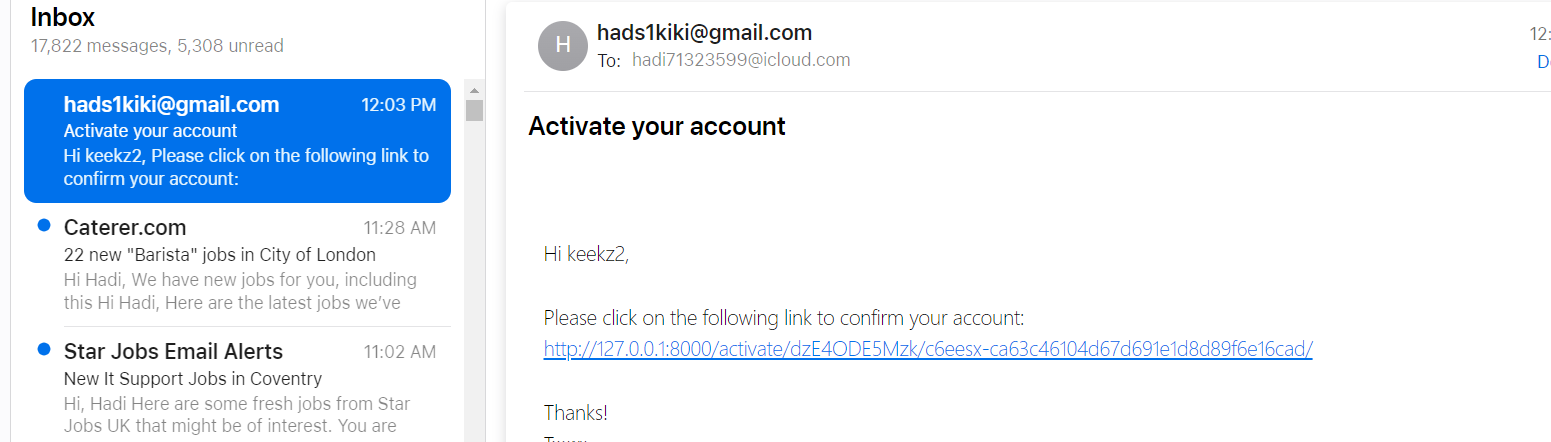 Inbox
17,822 messages, 5,308 unread
hads1kiki@gmail.com 12:03 PM
Activate your account
Hi keekz2, Please click on the following link to
confirm your account:
Caterer.com 11:28 AM
22 new "Barista" jobs in City of London
Hi Hadi, We have new jobs for you, including
this Hi Hadi, Here are the latest jobs we've
Star Jobs Email Alerts 11:02 AM
New It Support Jobs in Coventry
Hi, Hadi Here are some fresh jobs from Star
Jobs UK that might be of interest. You are
H
hads1kiki@gmail.com 12:
To: hadi71323599@icloud.com D
Activate your account
Hi keekz2,
Please click on the following link to confirm your account:
http://127.0.0.1:8000/activate/dzE4ODE5Mzk/c6eesx-ca63c46104d67d691e1d8d89f6e16cad/
Thanks!